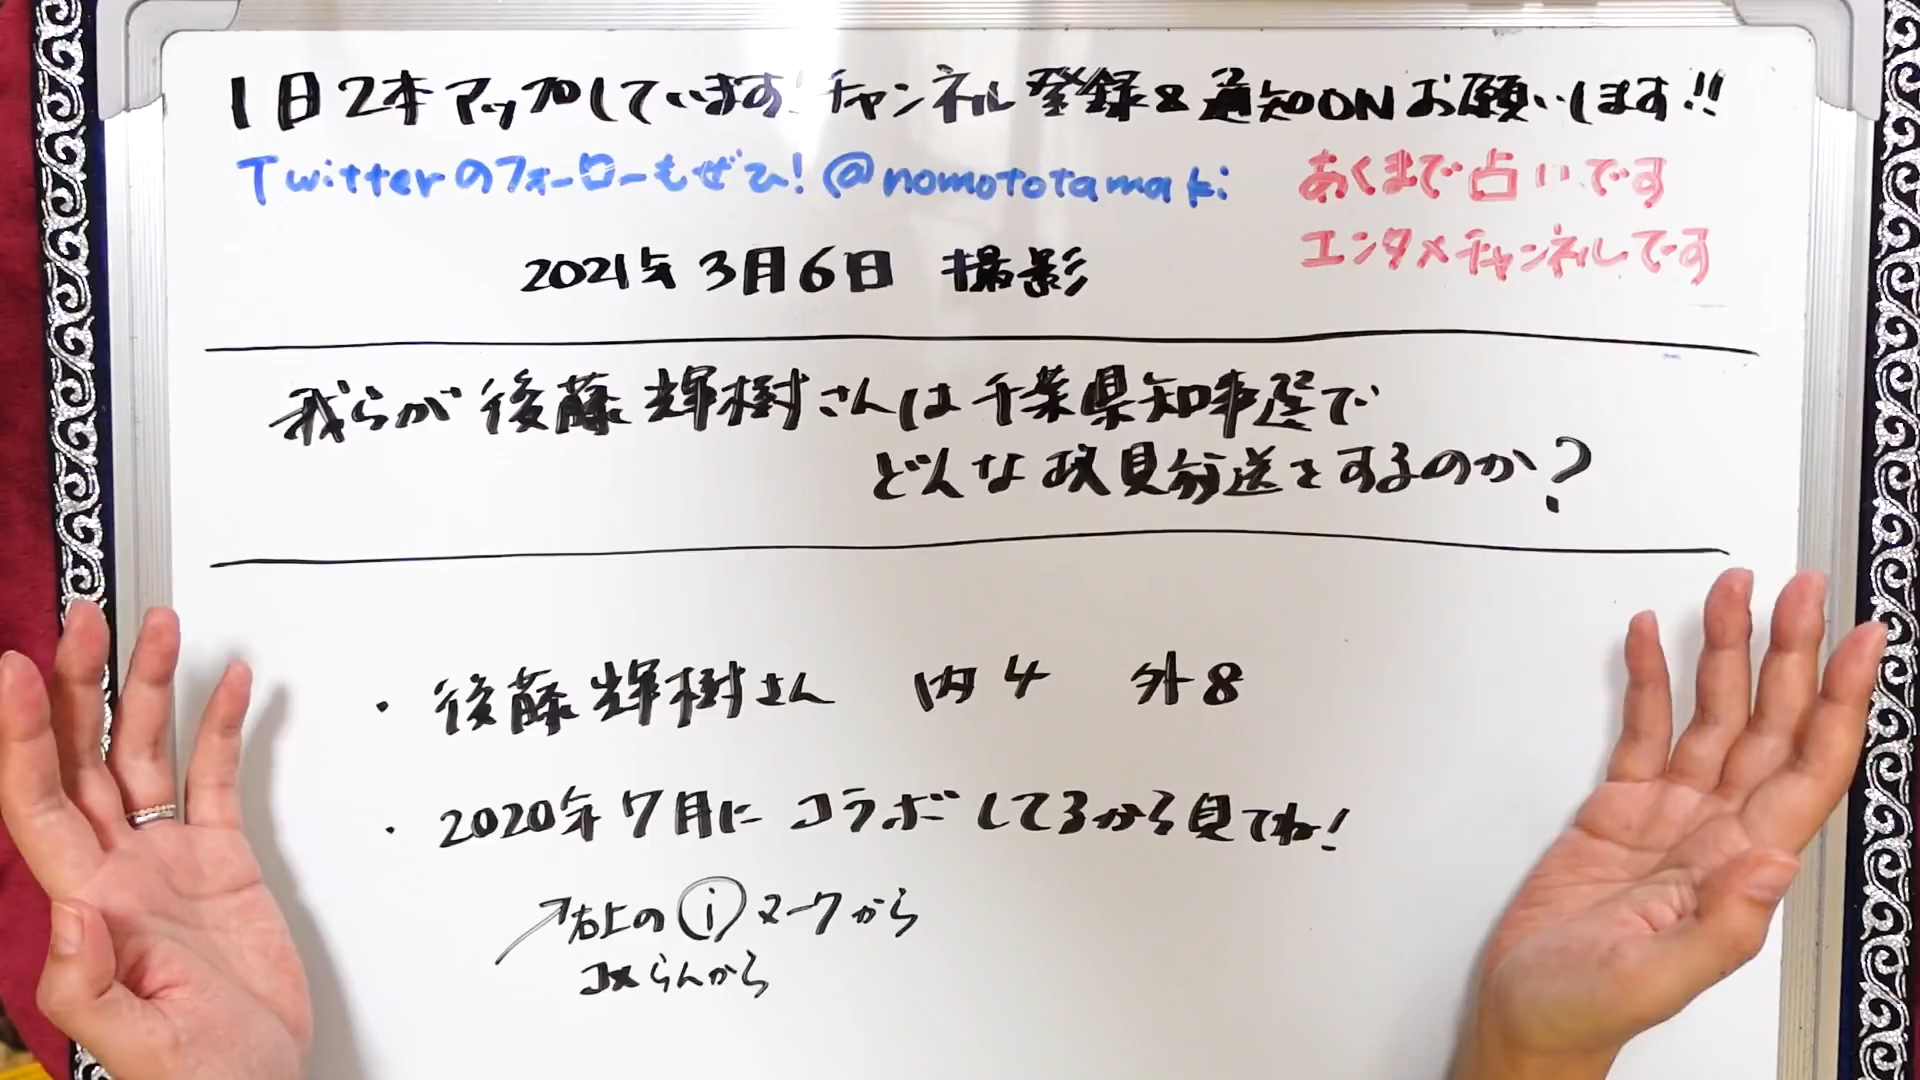 1日2本アップしています!チャンネル登録&通知ONお願いします!!
Twitterのフォローもぜひ!@nomototamaki
あくまで占いです
エンタメチャンネルです
2021年3月6日 撮影
我らが後藤輝樹さんは千葉県知事選で
どんな政見放送をするのか?
・後藤輝樹さん 内4 外8
・2020年7月にコラボしてるから見てね!
↗右上のⓘマークから
コメらんから